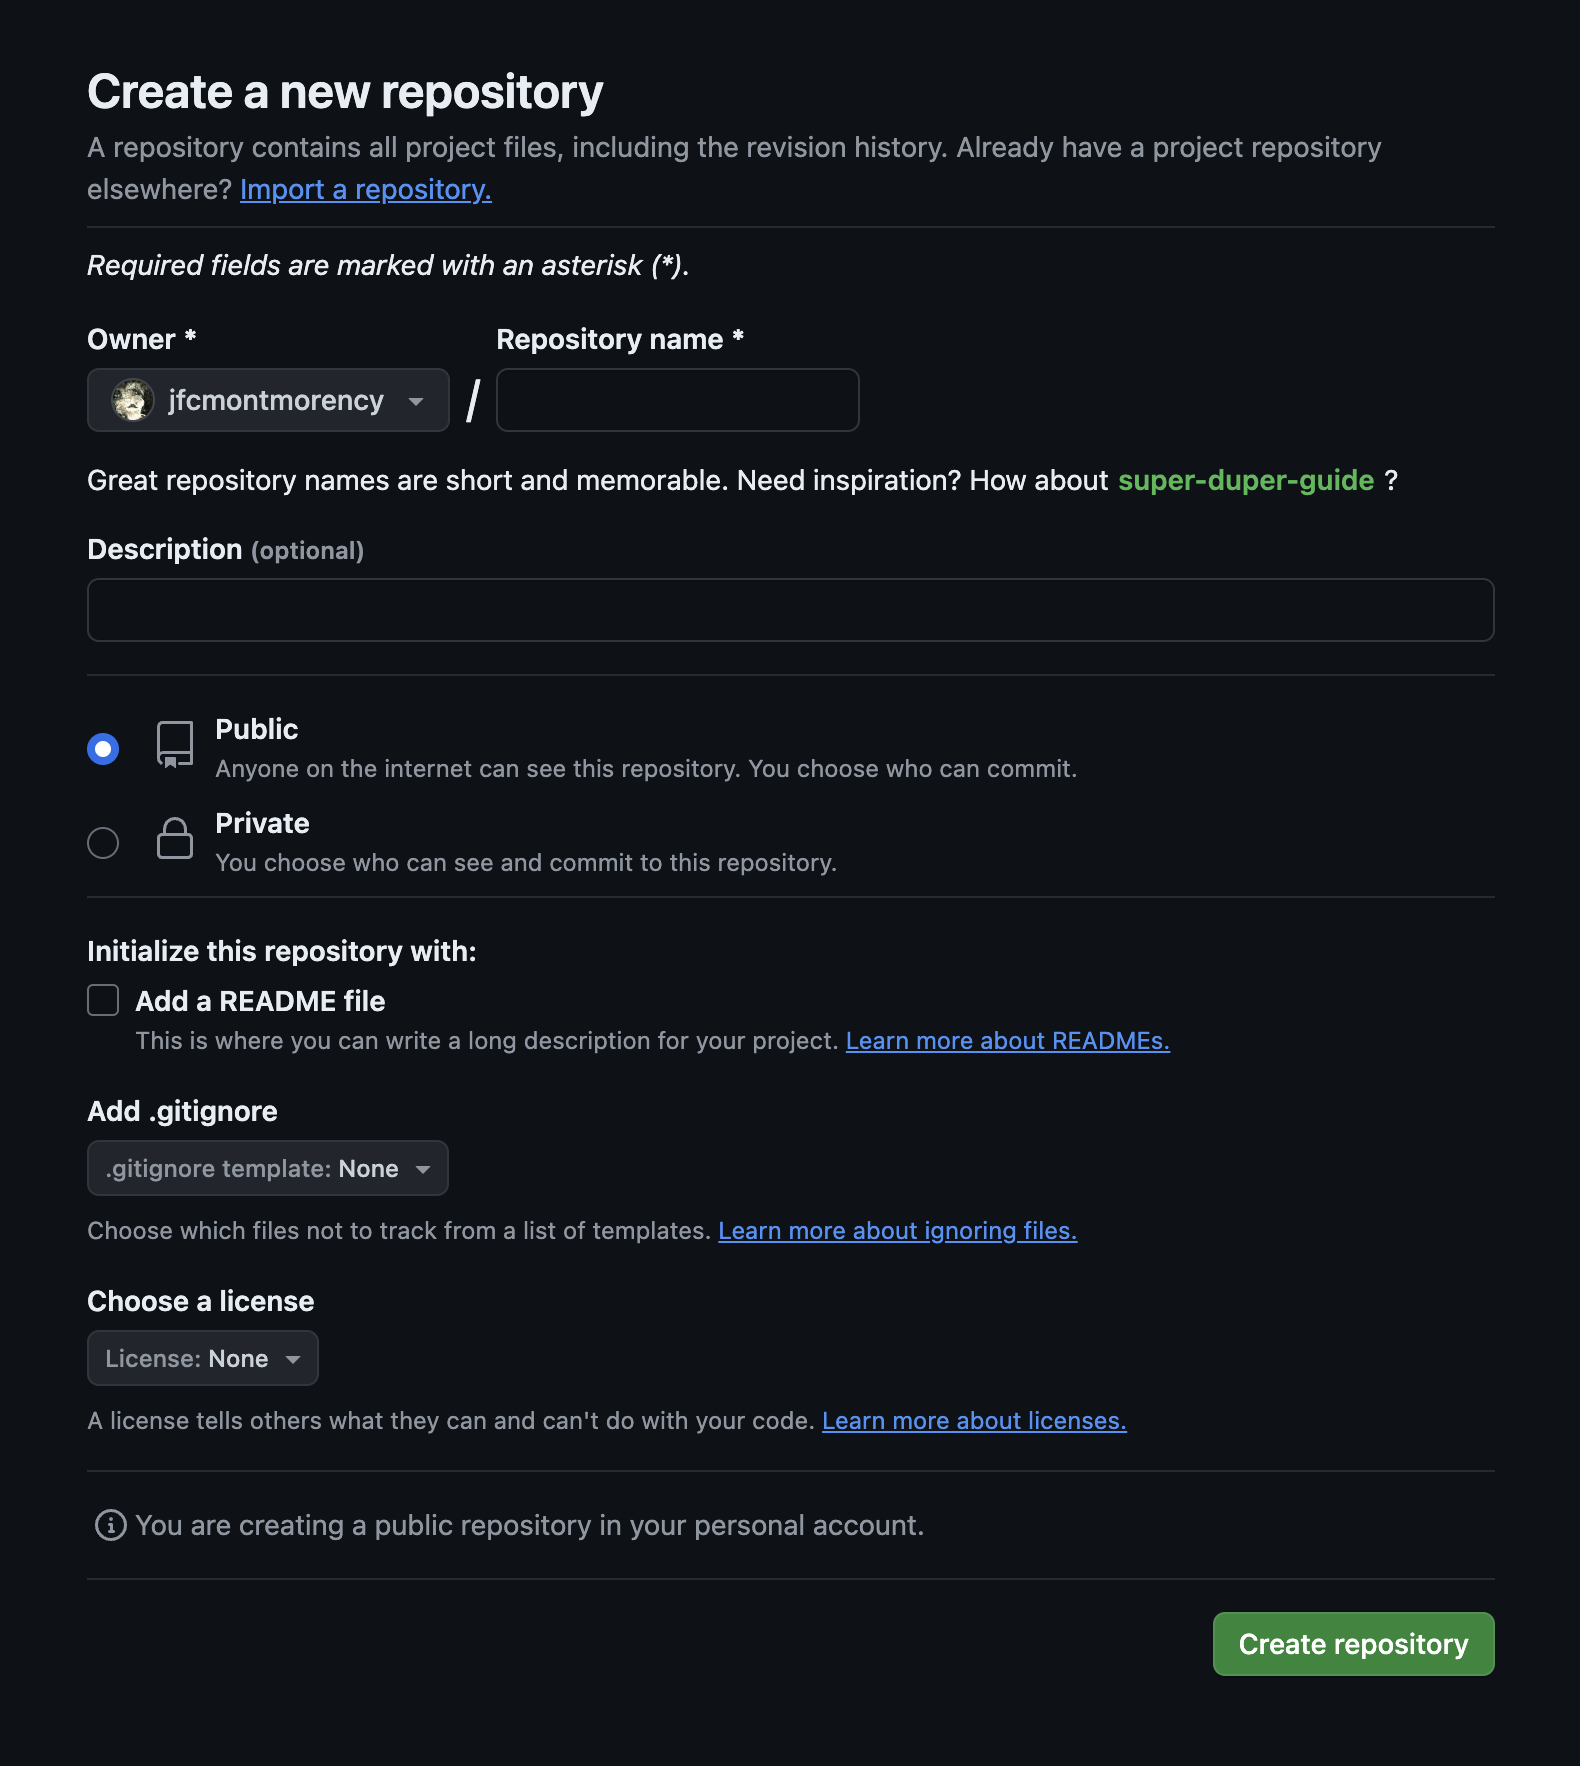 Create a new repository
A repository contains all project files, including the revision history. Already have a project repository
elsewhere? Import a repository.
Required fields are marked with an asterisk (*).
Owner * Repository name *
jfcmontmorency /
Great repository names are short and memorable. Need inspiration? How about super-duper-guide ?
Description (optional)
Public
Anyone on the internet can see this repository. You choose who can commit.
Private
You choose who can see and commit to this repository.
Initialize this repository with:
Add a README file
This is where you can write a long description for your project. Learn more about READMEs.
Add .gitignore
.gitignore template: None
Choose which files not to track from a list of templates. Learn more about ignoring files.
Choose a license
License: None
A license tells others what they can and can't do with your code. Learn more about licenses.
You are creating a public repository in your personal account.
Create repository